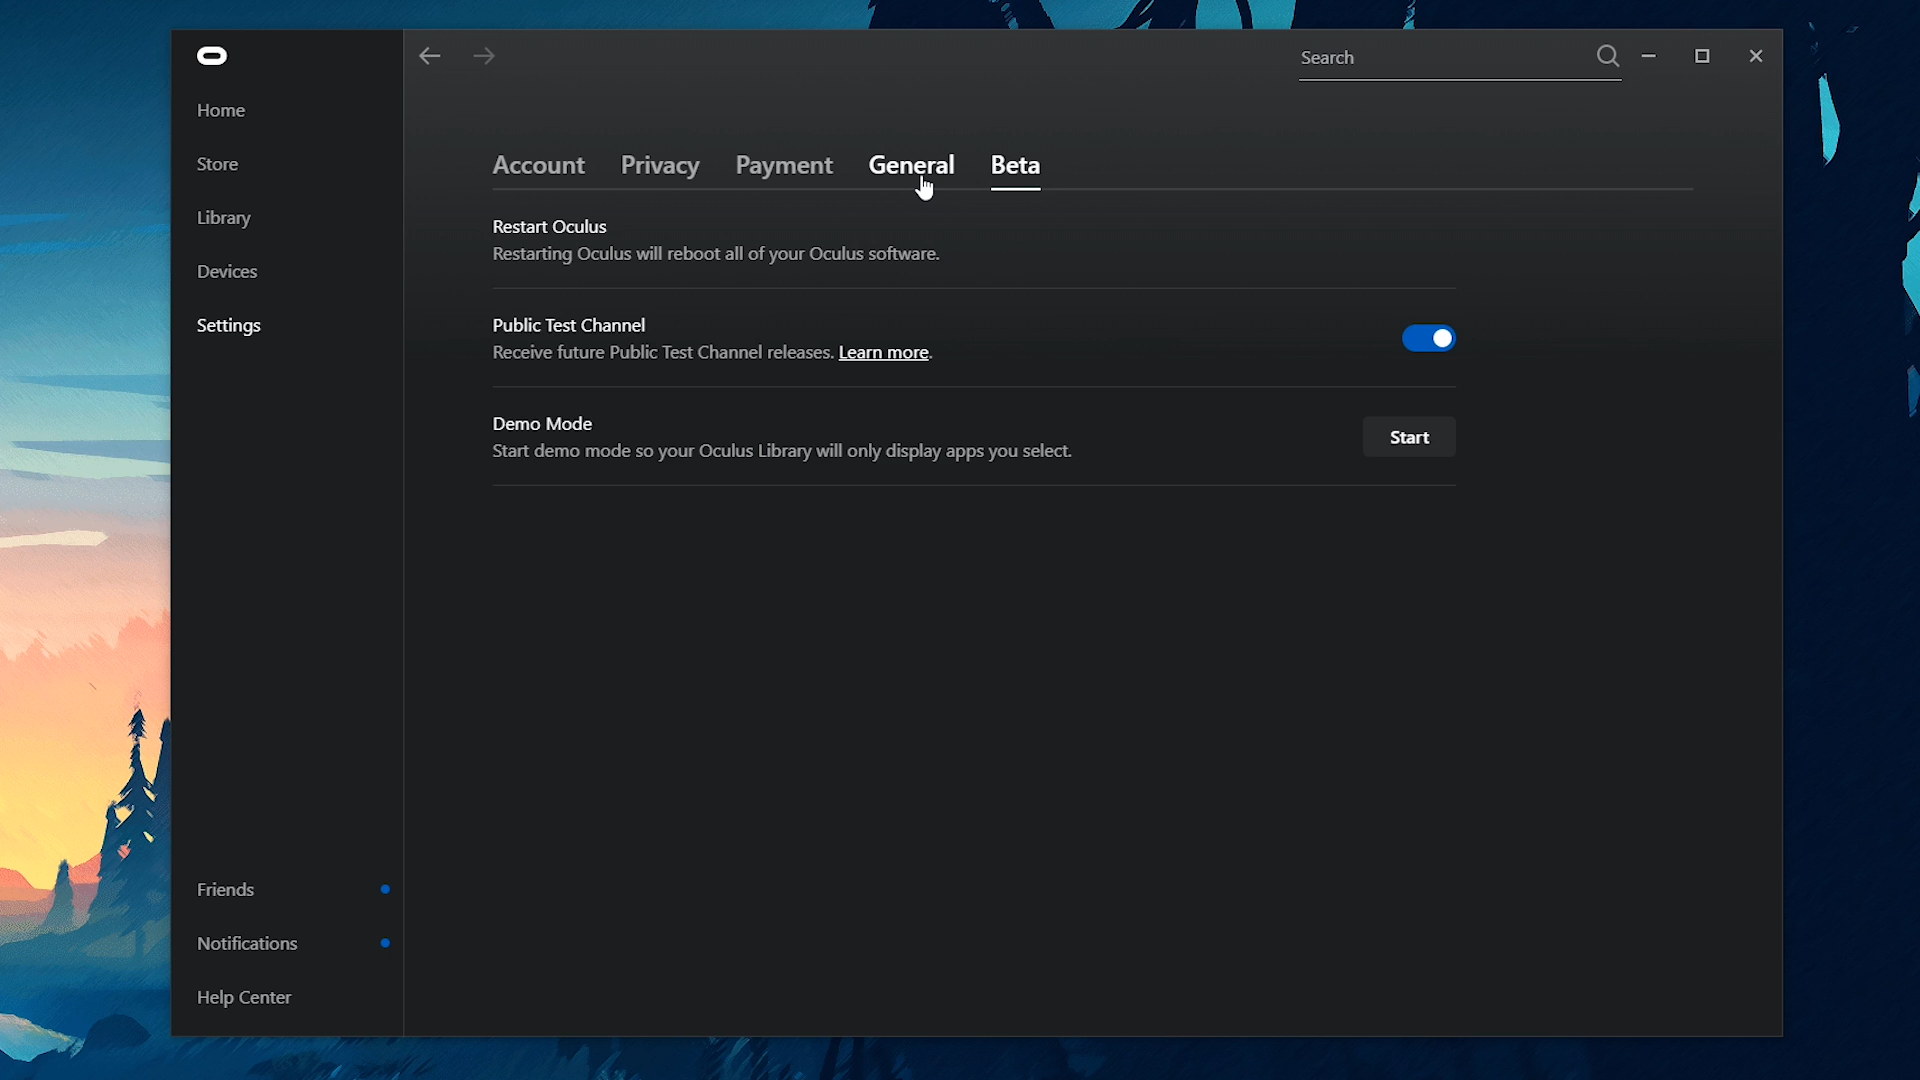 Search
Home
Store
Library
Devices
Settings
Account Privacy Payment General Beta
Restart Oculus
Restarting Oculus will reboot all of your Oculus software.
Public Test Channel
Receive future Public Test Channel releases. Learn more.
Demo Mode
Start demo mode so your Oculus Library will only display apps you select.
Start
Friends
Notifications
Help Center